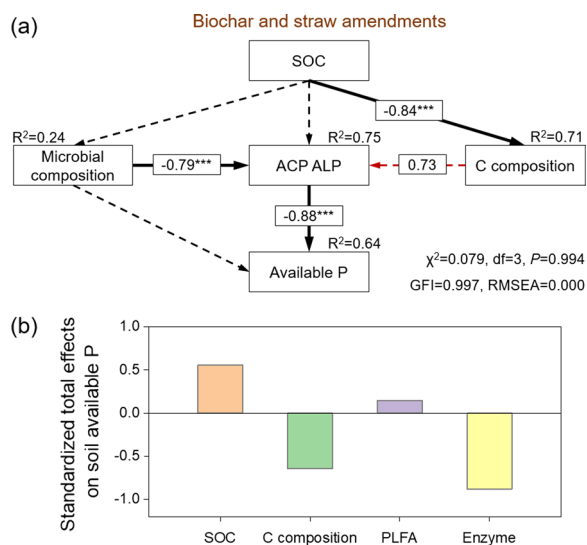 (a)
Biochar and straw amendments
SOC
-0.84***
R²=0.24
R²=0.75
R²=0.71
Microbial
composition
-0.79***
ACP ALP
0.73
C composition
-0.88***
R²=0.64
Available P
χ²=0.079, df=3, P=0.994
GFI=0.997, RMSEA=0.000
(b)
Standardized total effects
on soil available P
1.0
0.5
0.0
-0.5
-1.0
SOC
C composition
PLFA
Enzyme